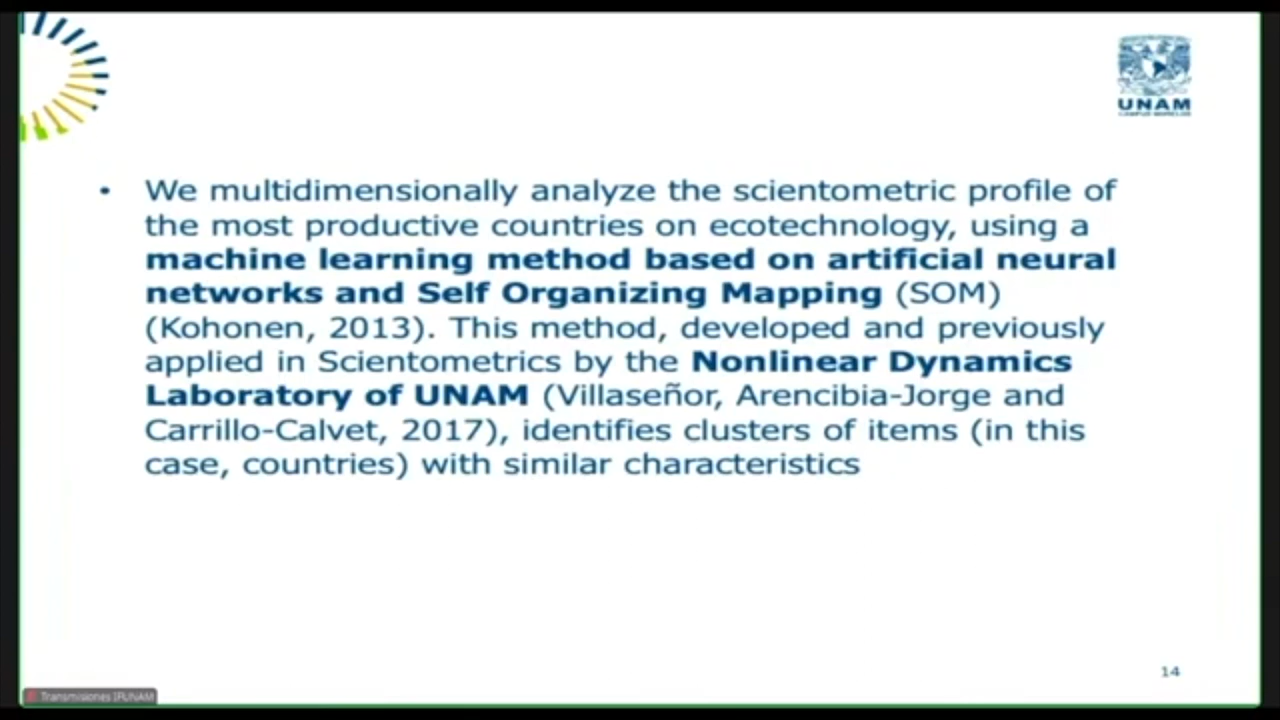 UNAM
• We multidimensionally analyze the scientometric profile of
the most productive countries on ecotechnology, using a
machine learning method based on artificial neural
networks and Self Organizing Mapping (SOM)
(Kohonen, 2013). This method, developed and previously
applied in Scientometrics by the Nonlinear Dynamics
Laboratory of UNAM (Villaseñor, Arencibia-Jorge and
Carrillo-Calvet, 2017), identifies clusters of items (in this
case, countries) with similar characteristics
14
Transmisiones IFUNAM